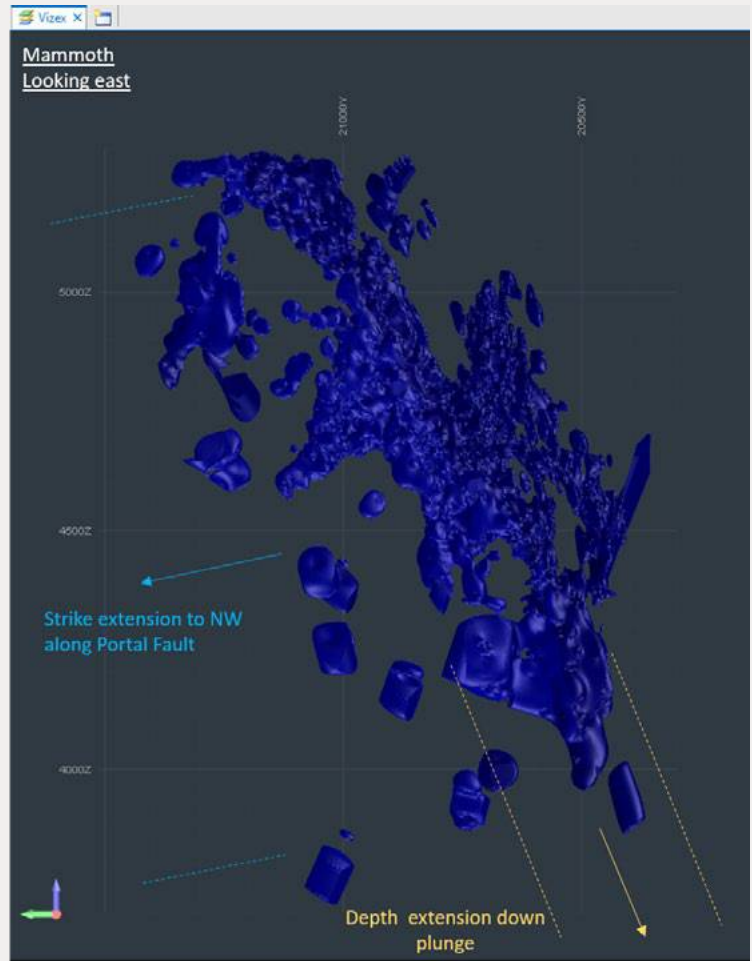 Vizex
Mammoth
Looking east
21000Y
20500Y
5000Z
4500Z
Strike extension to NW
along Portal Fault
4000Z
Depth extension down
plunge